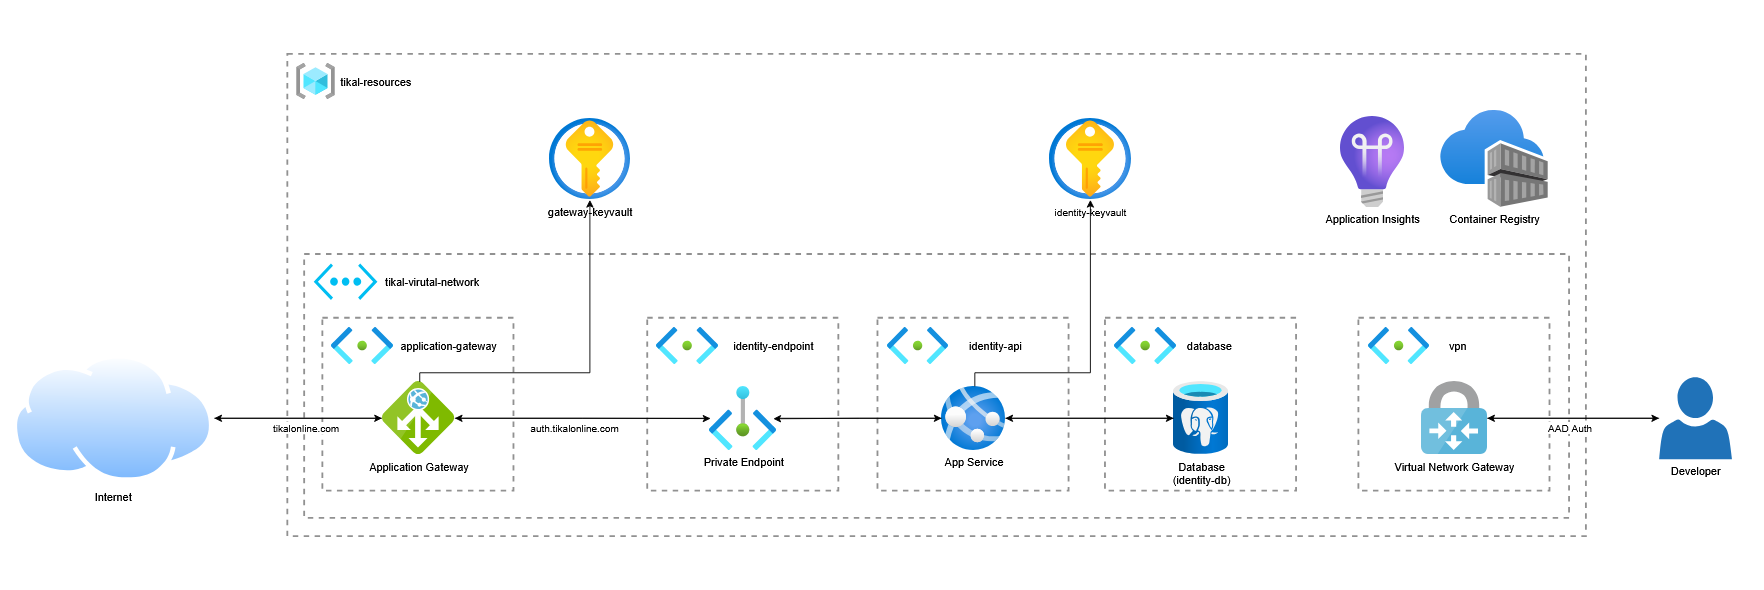 tikal-resources
gateway-keyvault
identity-keyvault
Application Insights
Container Registry
tikal-virutal-network
application-gateway
identity-endpoint
identity-api
database
vpn
tikalonline.com
auth.tikalonline.com
AAD Auth
Application Gateway
Private Endpoint
App Service
Database
(identity-db)
Virtual Network Gateway
Developer
Internet